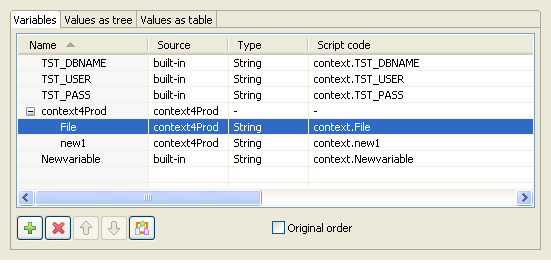 Variables Values as tree Values as table
Name Source Type Script code
TST_DBNAME built-in String context.TST_DBNAME
TST_USER built-in String context.TST_USER
TST_PASS built-in String context.TST_PASS
context4Prod context4Prod - -
File context4Prod String context.File
new1 context4Prod String context.new1
Newvariable built-in String context.Newvariable
Original order